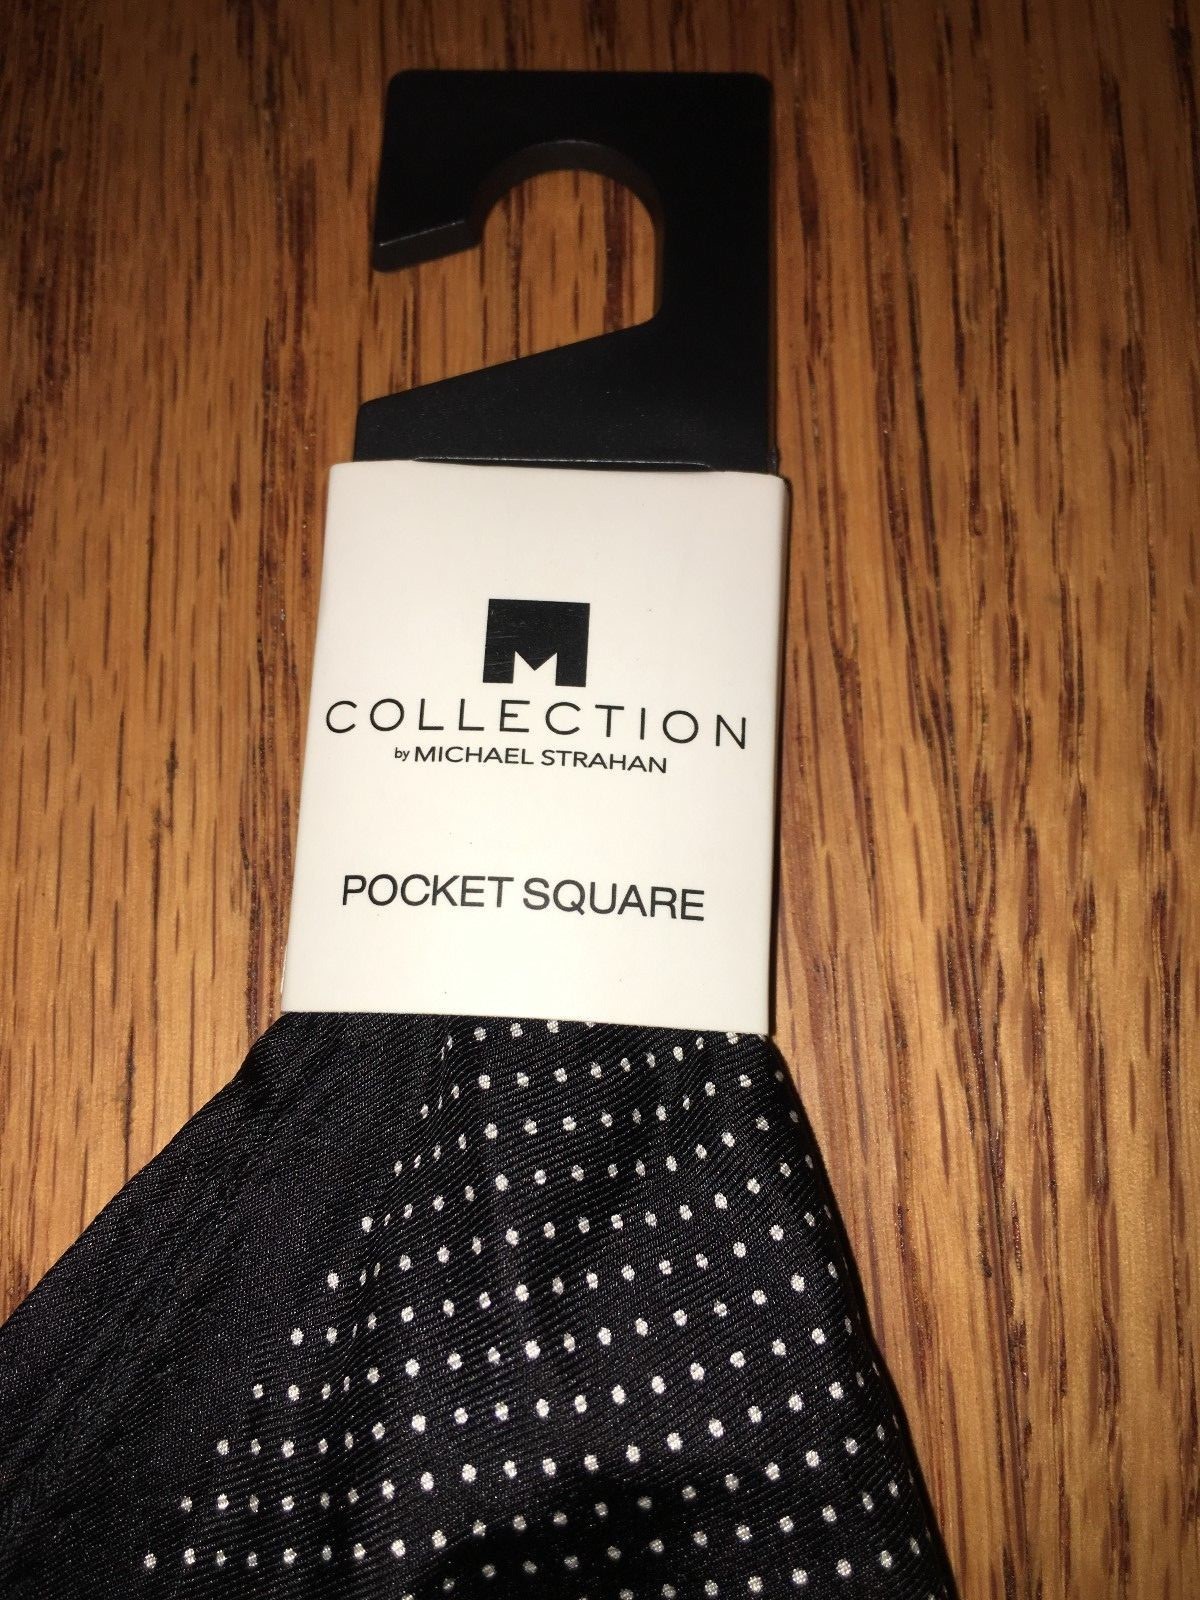 M
COLLECTION
by MICHAEL STRAHAN
POCKET SQUARE